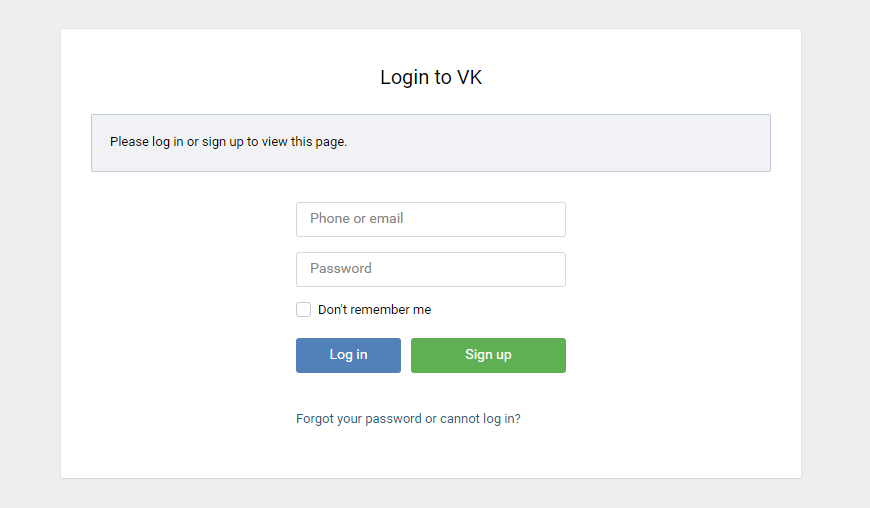 Login to VK
Please log in or sign up to view this page.
Phone or email
Password
Don't remember me
Log in
Sign up
Forgot your password or cannot log in?